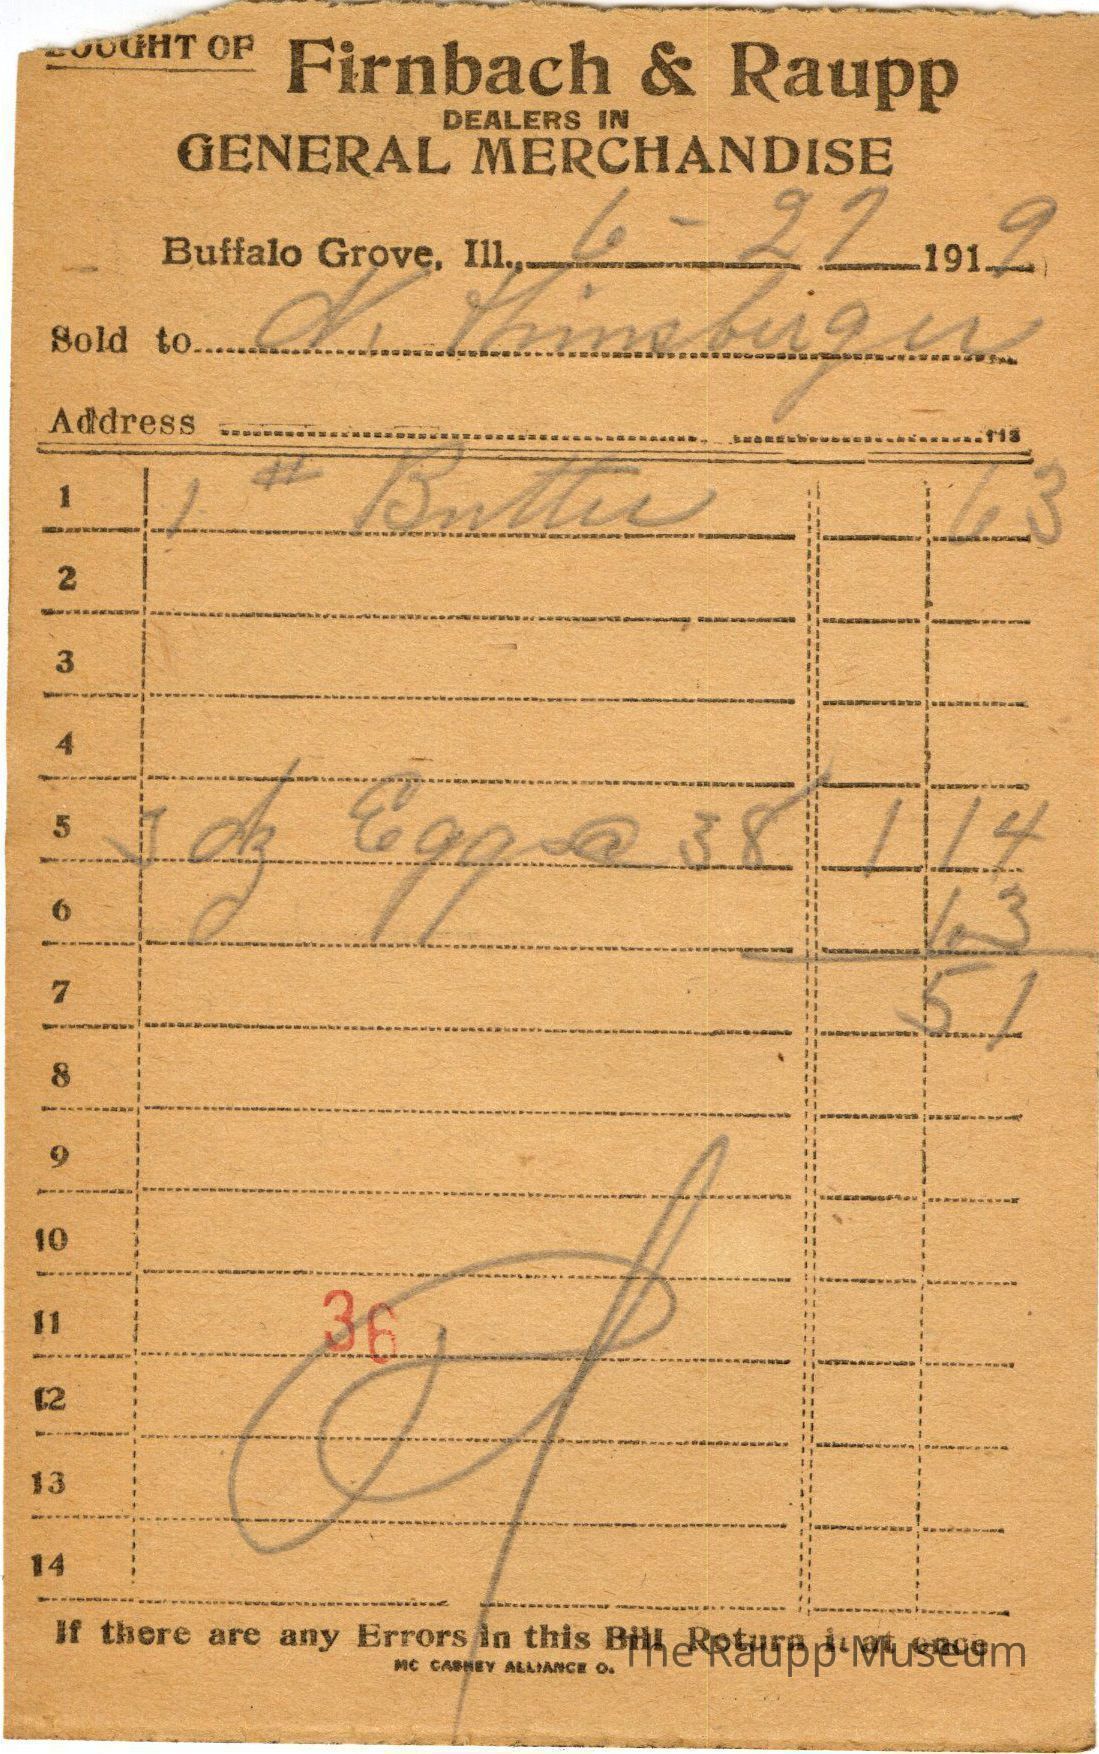 BOUGHT OF Firnbach & Raupp
DEALERS IN
GENERAL MERCHANDISE
Buffalo Grove, Ill., 6-27 1919
Sold to
Address 113
1 1 # Butter 63
2
3
4
5 3 dz Eggs @ 38 1 14
6 63
7 51
8
9
10
11 36
12
13
14
If there are any Errors in this Bill Return it at once
MC CASKEY ALLIANCE O.
The Raupp Museum